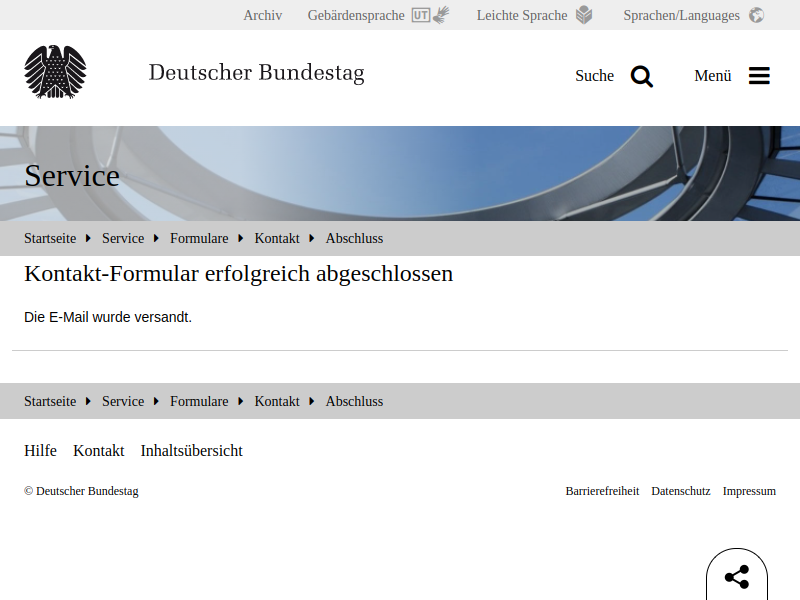 Archiv Gebärdensprache UT Leichte Sprache Sprachen/Languages
Deutscher Bundestag Suche Menü
Service
Startseite Service Formulare Kontakt Abschluss
Kontakt-Formular erfolgreich abgeschlossen
Die E-Mail wurde versandt.
Startseite Service Formulare Kontakt Abschluss
Hilfe Kontakt Inhaltsübersicht
© Deutscher Bundestag Barrierefreiheit Datenschutz Impressum